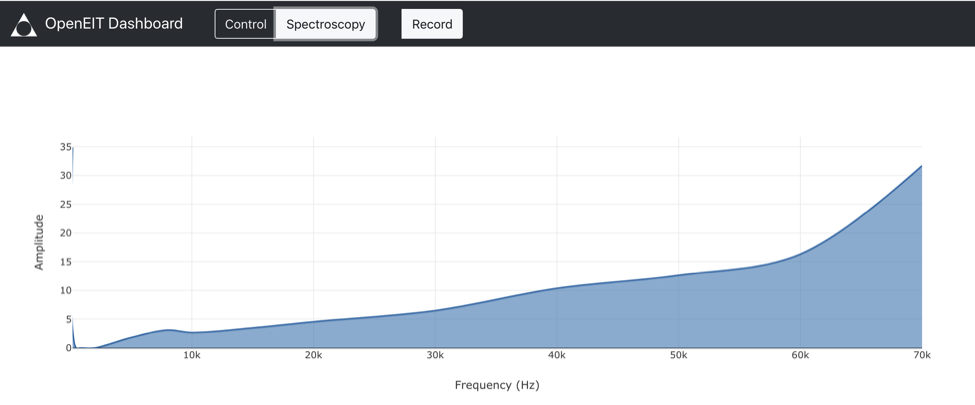 OpenEIT Dashboard Control Spectroscopy Record
35
30
25
20
15
10
5
0
Amplitude
10k 20k 30k 40k 50k 60k 70k
Frequency (Hz)